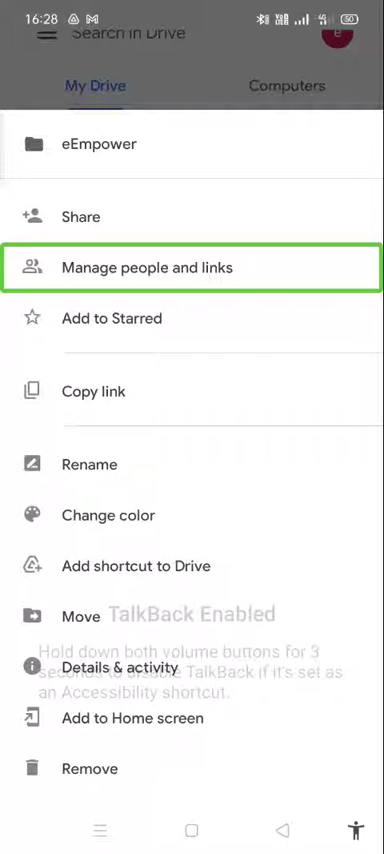 16:28
Search in Drive
e
My Drive Computers
eEmpower
Share
Manage people and links
Add to Starred
Copy link
Rename
Change color
Add shortcut to Drive
Move
TalkBack Enabled
Hold down both volume buttons for 3
Details & activity
seconds to disable TalkBack if it's set as
an Accessibility shortcut.
Add to Home screen
Remove